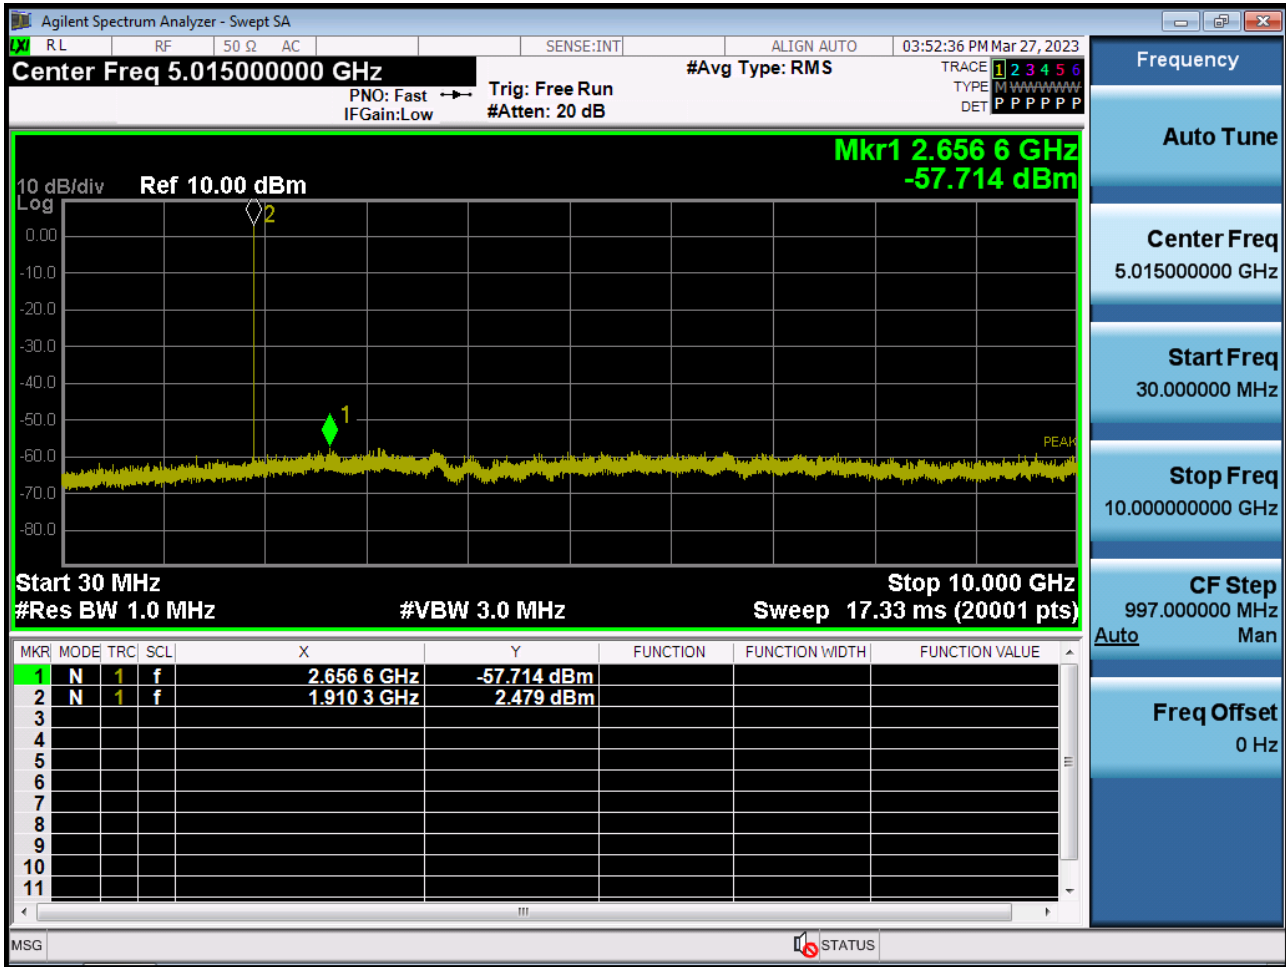 Agilent Spectrum Analyzer - Swept SA
LXI RL RF 50 Ω AC SENSE:INT ALIGN AUTO 03:52:36 PM Mar 27, 2023
Center Freq 5.015000000 GHz
#Avg Type: RMS
TRACE 1 2 3 4 5 6
PNO: Fast
IFGain:Low
Trig: Free Run
#Atten: 20 dB
TYPE M W W W W W
DET P P P P P P
Mkr1 2.656 6 GHz
-57.714 dBm
10 dB/div Ref 10.00 dBm
Log
2
0.00
-10.0
-20.0
-30.0
-40.0
-50.0
1
PEAK
-60.0
-70.0
-80.0
Start 30 MHz Stop 10.000 GHz
#Res BW 1.0 MHz #VBW 3.0 MHz Sweep 17.33 ms (20001 pts)
MKR MODE TRC SCL X Y FUNCTION FUNCTION WIDTH FUNCTION VALUE
1 N 1 f 2.656 6 GHz -57.714 dBm
2 N 1 f 1.910 3 GHz 2.479 dBm
3
4
5
6
7
8
9
10
11
MSG STATUS
Frequency
Auto Tune
Center Freq
5.015000000 GHz
Start Freq
30.000000 MHz
Stop Freq
10.000000000 GHz
CF Step
997.000000 MHz
Auto Man
Freq Offset
0 Hz